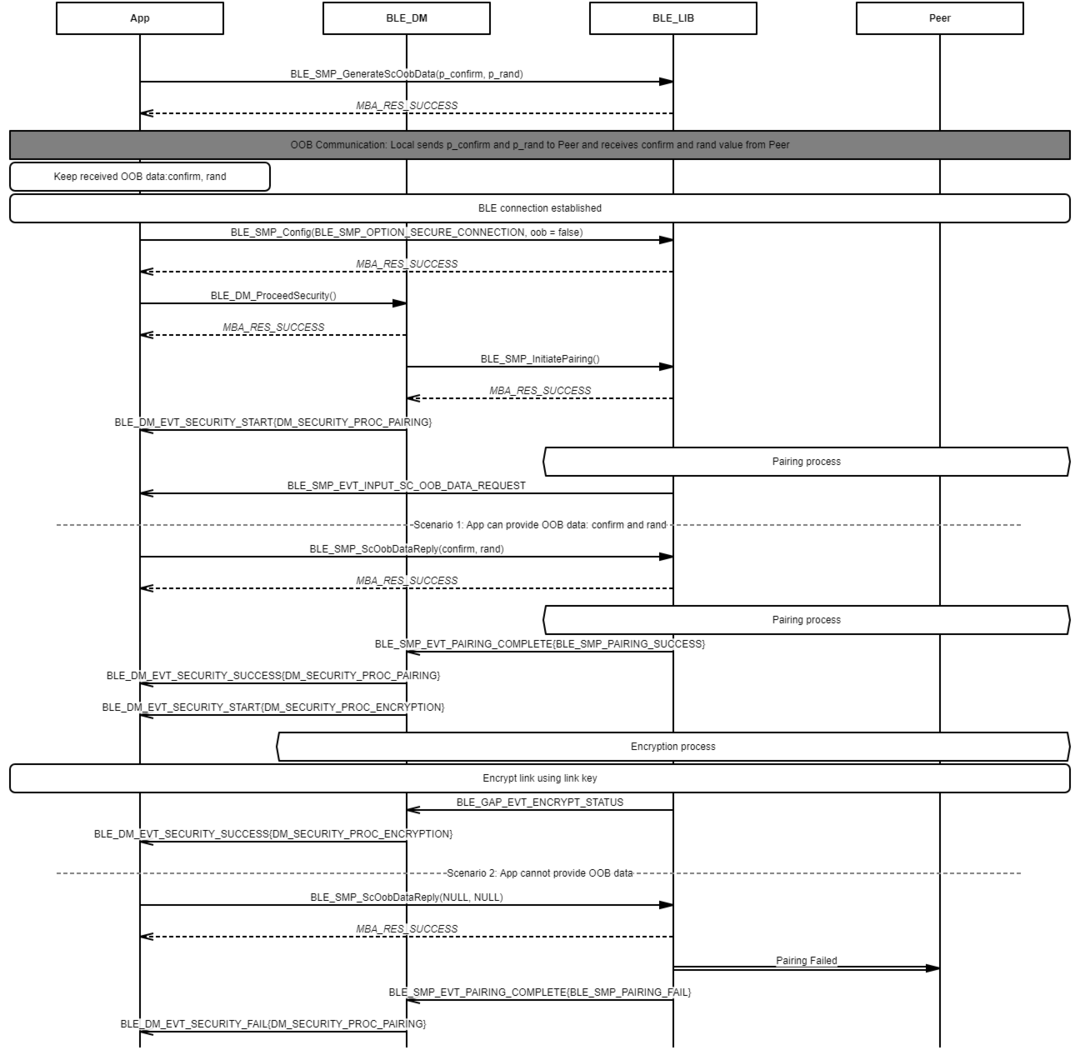 App
BLE_DM
BLE_LIB
Peer
BLE_SMP_GenerateScOobData(p_confirm, p_rand)
MBA_RES_SUCCESS
OOB Communication: Local sends p_confirm and p_rand to Peer and receives confirm and rand value from Peer
Keep received OOB data:confirm, rand
BLE connection established
BLE_SMP_Config(BLE_SMP_OPTION_SECURE_CONNECTION, oob = false)
MBA_RES_SUCCESS
BLE_DM_ProceedSecurity()
MBA_RES_SUCCESS
BLE_SMP_InitiatePairing()
MBA_RES_SUCCESS
BLE_DM_EVT_SECURITY_START{DM_SECURITY_PROC_PAIRING}
Pairing process
BLE_SMP_EVT_INPUT_SC_OOB_DATA_REQUEST
Scenario 1: App can provide OOB data: confirm and rand
BLE_SMP_ScOobDataReply(confirm, rand)
MBA_RES_SUCCESS
Pairing process
BLE_SMP_EVT_PAIRING_COMPLETE{BLE_SMP_PAIRING_SUCCESS}
BLE_DM_EVT_SECURITY_SUCCESS{DM_SECURITY_PROC_PAIRING}
BLE_DM_EVT_SECURITY_START{DM_SECURITY_PROC_ENCRYPTION}
Encryption process
Encrypt link using link key
BLE_GAP_EVT_ENCRYPT_STATUS
BLE_DM_EVT_SECURITY_SUCCESS{DM_SECURITY_PROC_ENCRYPTION}
Scenario 2: App cannot provide OOB data
BLE_SMP_ScOobDataReply(NULL, NULL)
MBA_RES_SUCCESS
Pairing Failed
BLE_SMP_EVT_PAIRING_COMPLETE{BLE_SMP_PAIRING_FAIL}
BLE_DM_EVT_SECURITY_FAIL{DM_SECURITY_PROC_PAIRING}